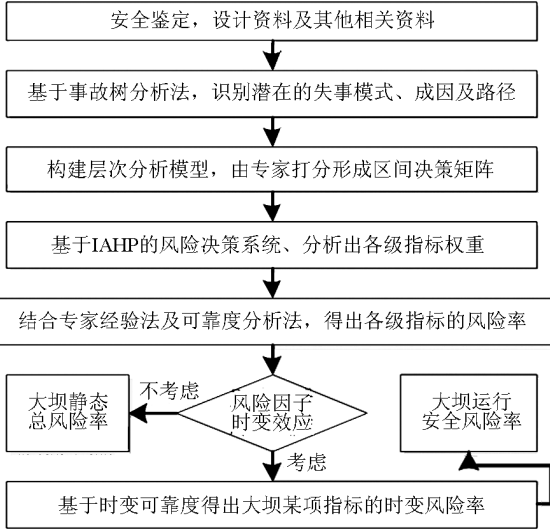 安全鉴定，设计资料及其他相关资料
基于事故树分析法，识别潜在的失事模式、成因及路径
构建层次分析模型，由专家打分形成区间决策矩阵
基于IAHP的风险决策系统、分析出各级指标权重
结合专家经验法及可靠度分析法，得出各级指标的风险率
大坝静态
总风险率
不考虑
风险因子
时变效应
大坝运行
安全风险率
考虑
基于时变可靠度得出大坝某项指标的时变风险率